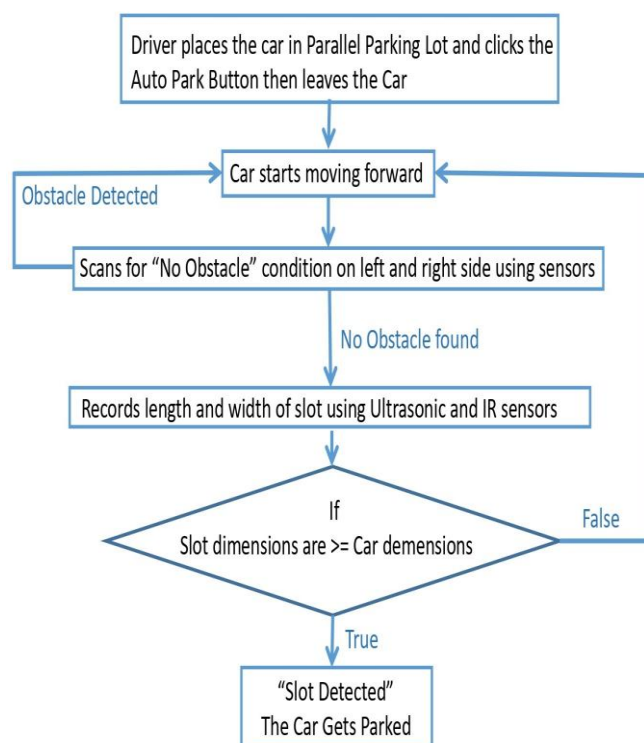 Driver places the car in Parallel Parking Lot and clicks the
Auto Park Button then leaves the Car
Car starts moving forward
Obstacle Detected
Scans for “No Obstacle” condition on left and right side using sensors
No Obstacle found
Records length and width of slot using Ultrasonic and IR sensors
If
Slot dimensions are >= Car demensions
False
True
“Slot Detected”
The Car Gets Parked